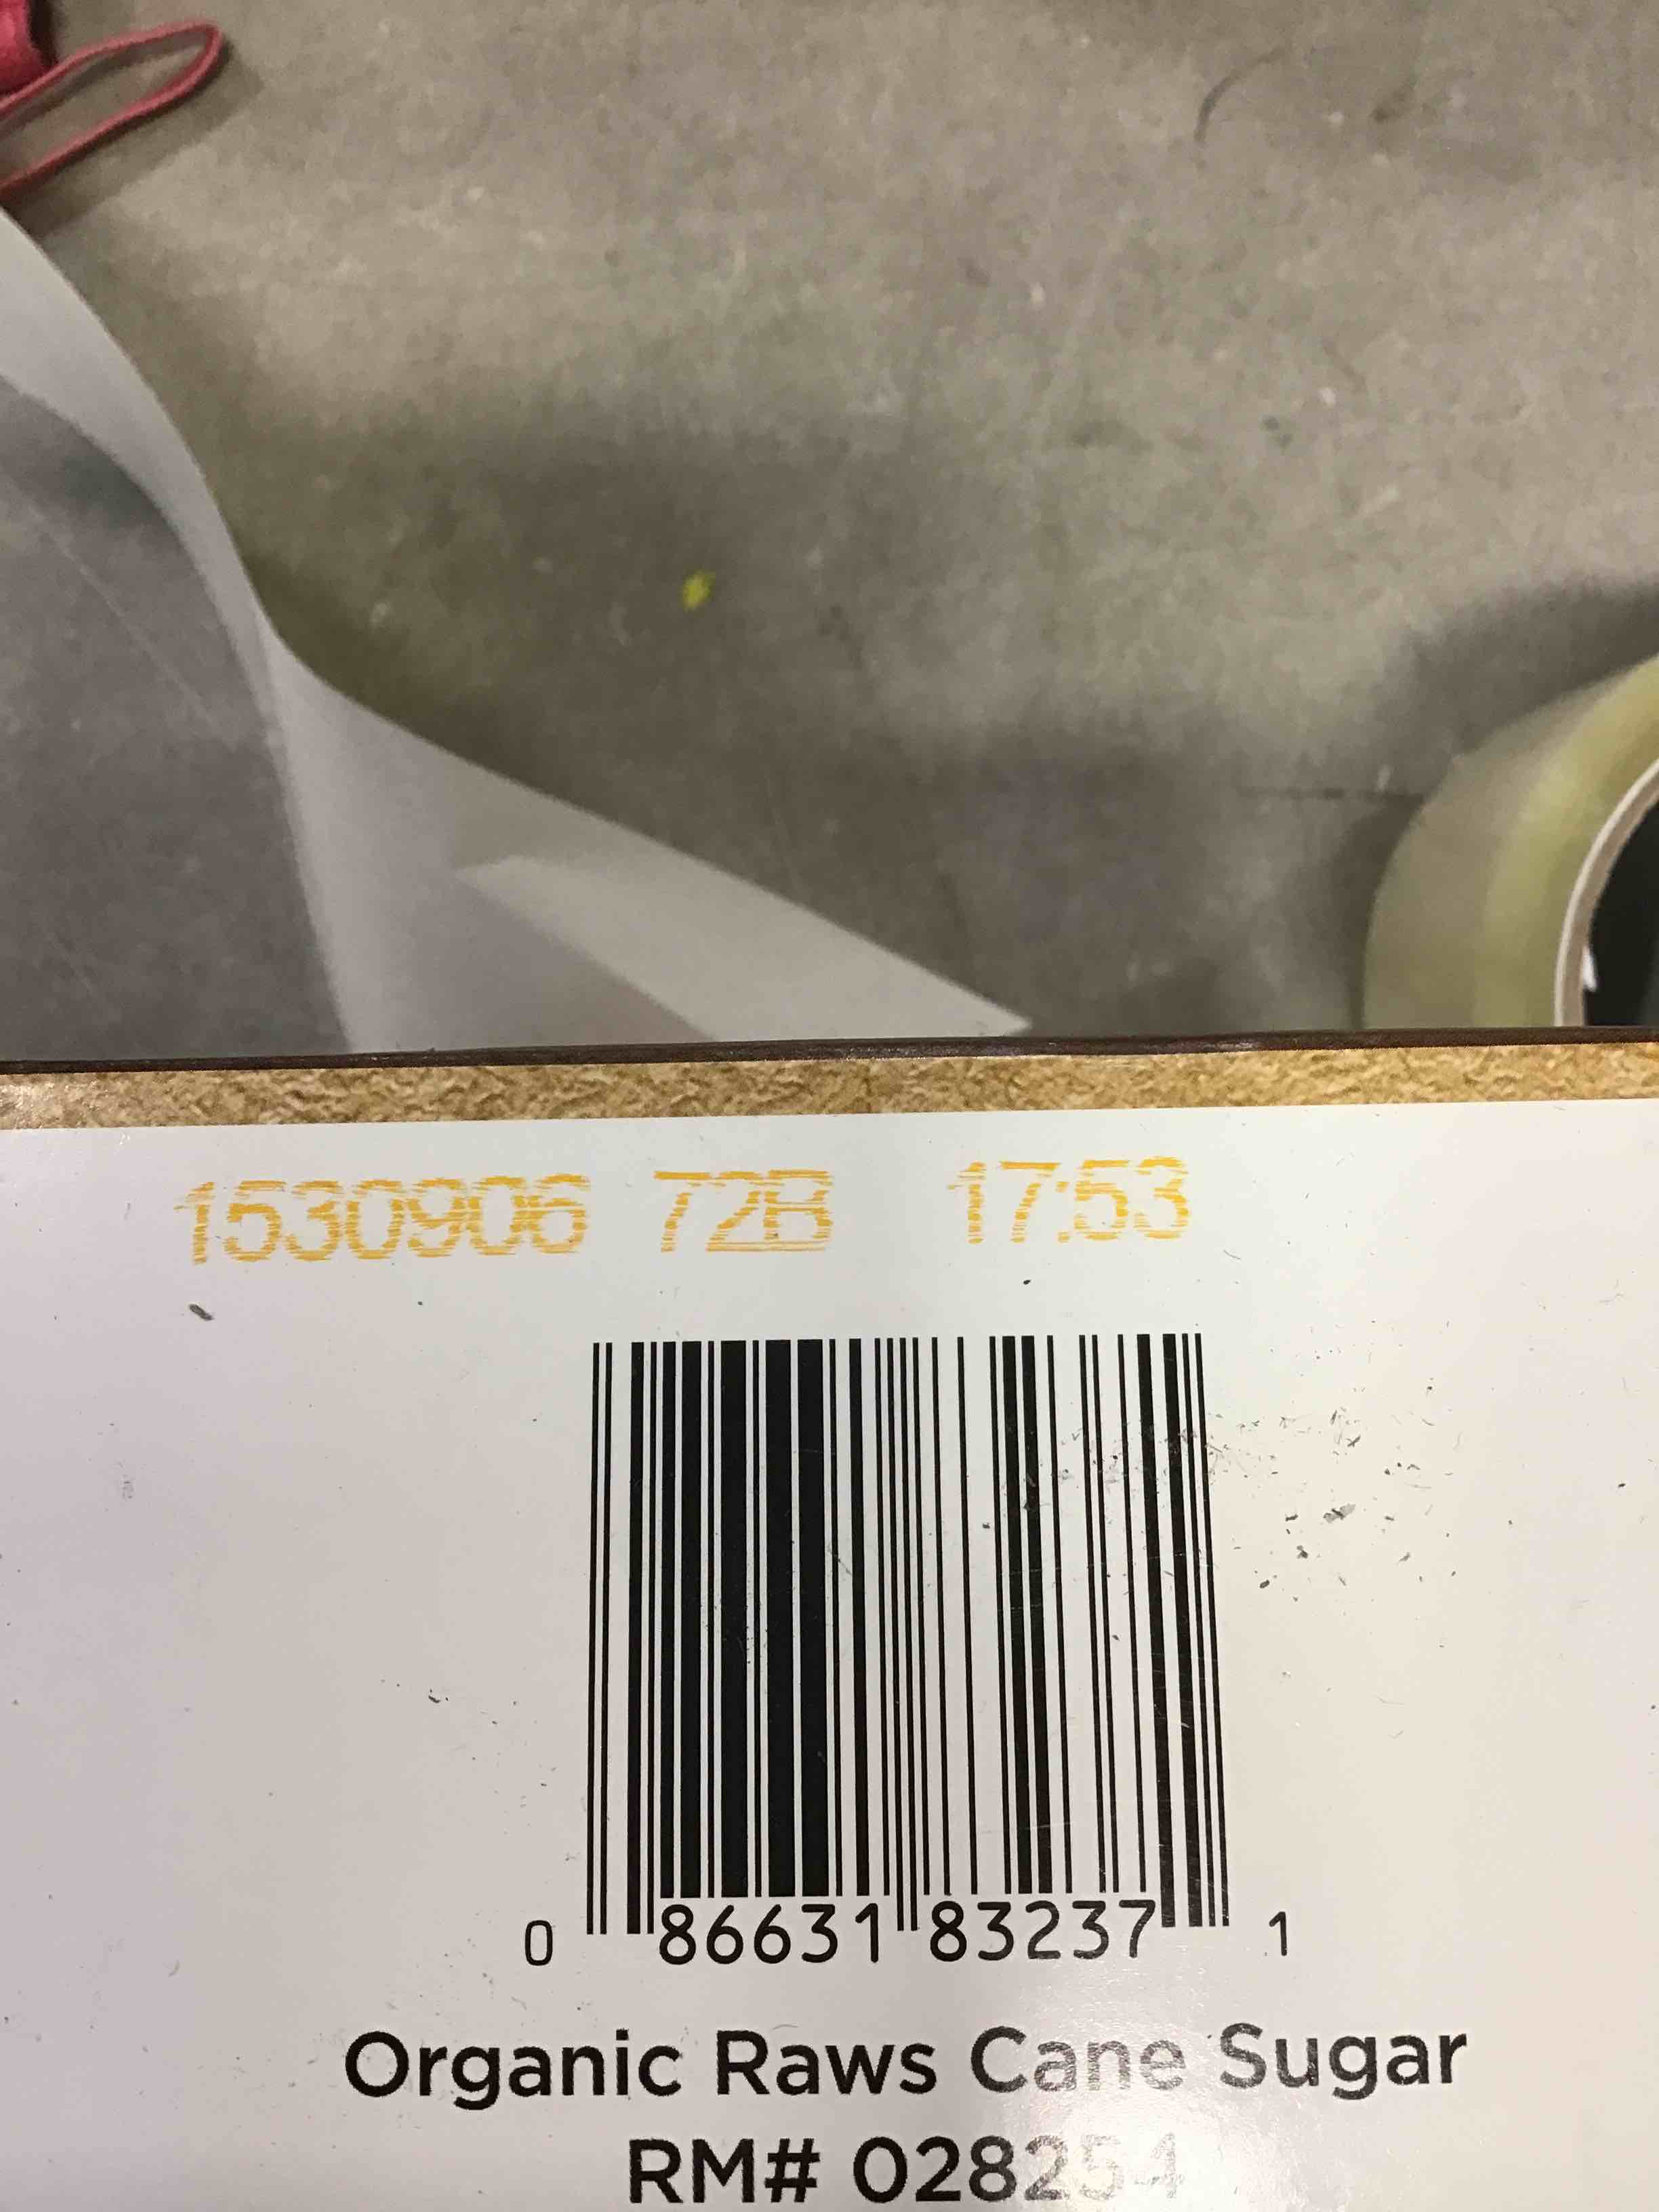 1530906 72B 17:53
0 86631 83237 1
Organic Raws Cane Sugar
RM# 028254